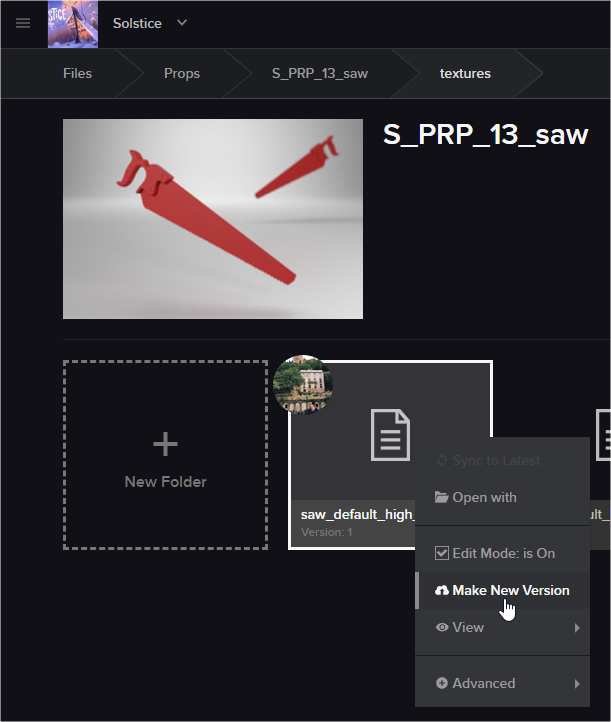 Solstice
Files
Props
S_PRP_13_saw
textures
S_PRP_13_saw
New Folder
saw_default_high_
Version: 1
Sync to Latest
Open with
Edit Mode: is On
Make New Version
View
Advanced